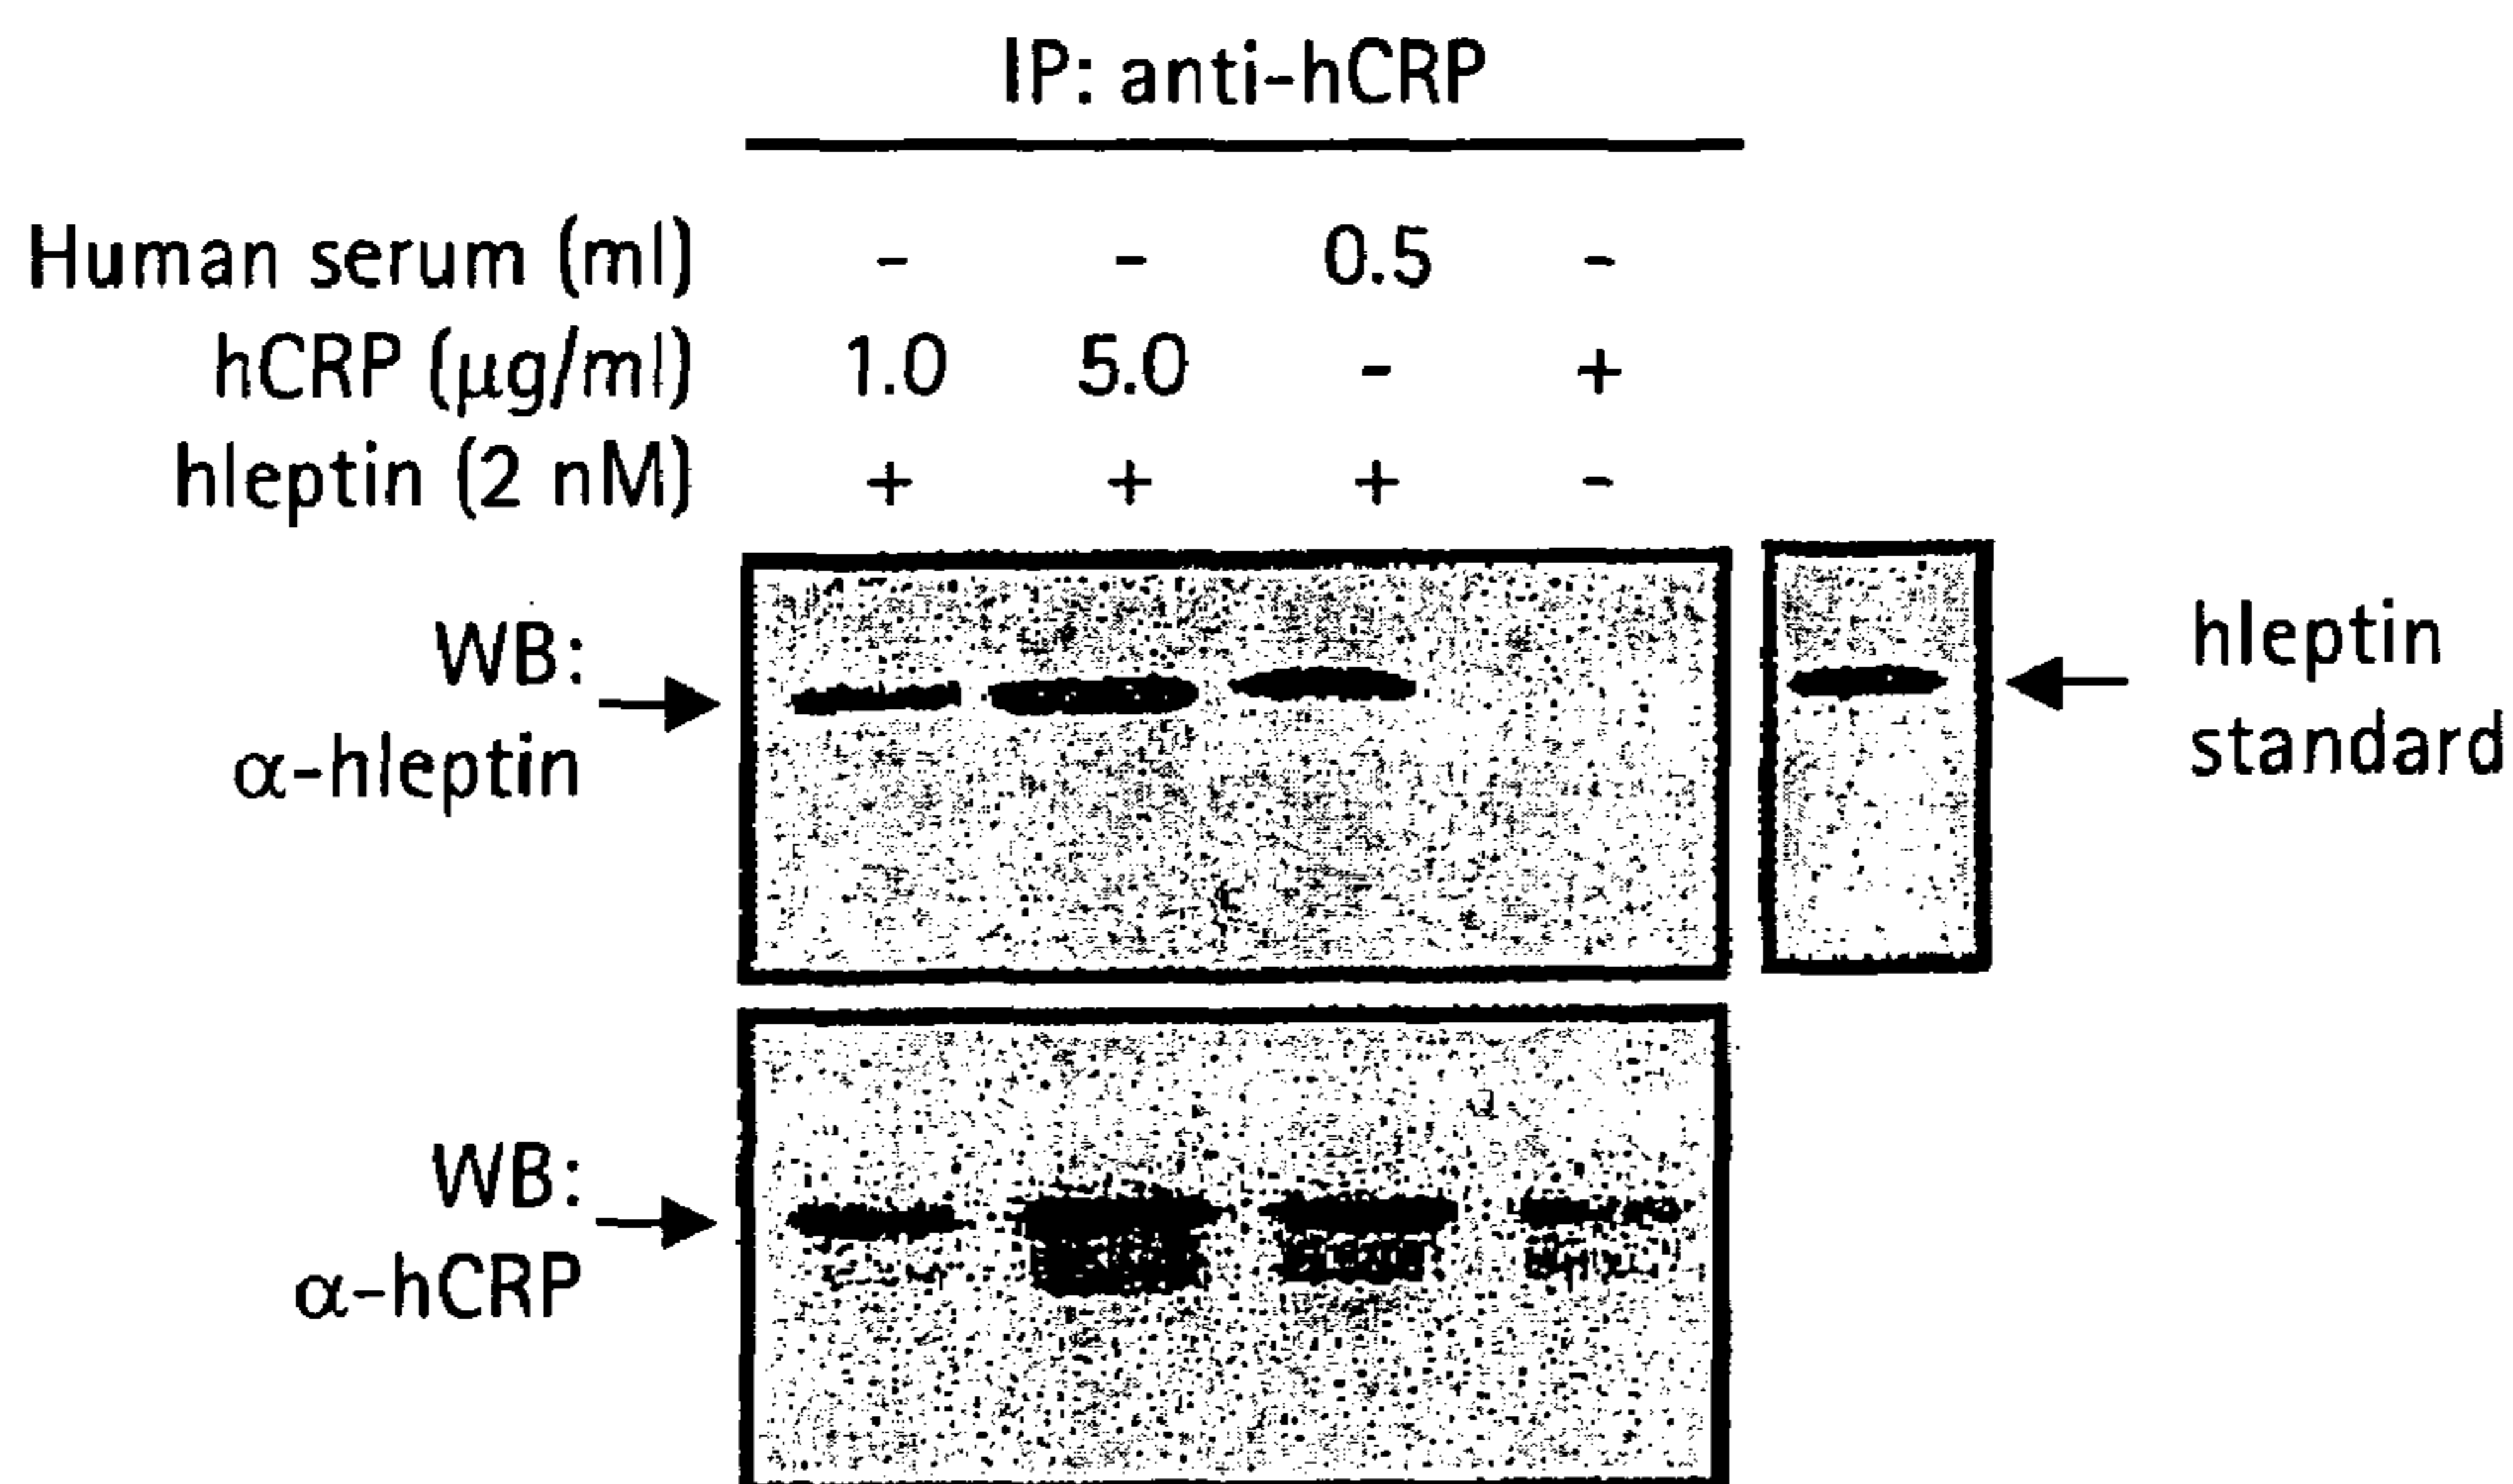 IP: anti-hCRP
Human serum (ml) - - 0.5 -
hCRP (μg/ml) 1.0 5.0 - +
hleptin (2 nM) + + + -
WB:
α-hleptin
hleptin
standard
WB:
α-hCRP